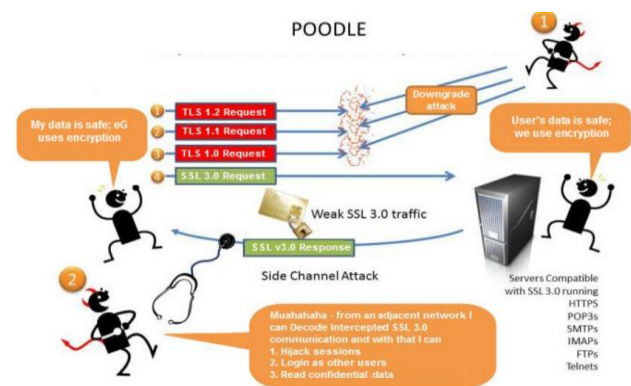 POODLE
1
1 TLS 1.2 Request
Downgrade
attack
2 TLS 1.1 Request
3 TLS 1.0 Request
4 SSL 3.0 Request
My data is safe; eG
uses encryption
User's data is safe;
we use encryption
Weak SSL 3.0 traffic
SSL v3.0 Response
Side Channel Attack
Servers Compatible
with SSL 3.0 running
HTTPS
POP3s
SMTPs
IMAPs
FTPs
Telnets
2
Muahahaha - from an adjacent network I
can Decode Intercepted SSL 3.0
communication and with that I can
1. Hijack sessions
2. Login as other users
3. Read confidential data